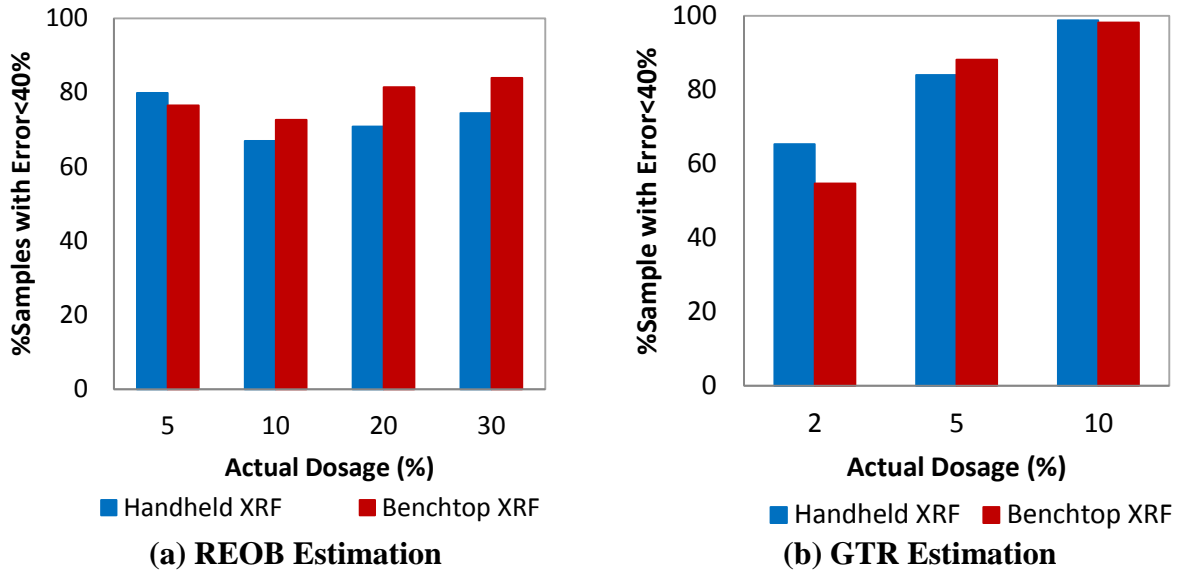 %Samples with Error<40%
100
80
60
40
20
0
5 10 20 30
Actual Dosage (%)
Handheld XRF Benchtop XRF
(a) REOB Estimation
%Sample with Error<40%
100
80
60
40
20
0
2 5 10
Actual Dosage (%)
Handheld XRF Benchtop XRF
(b) GTR Estimation